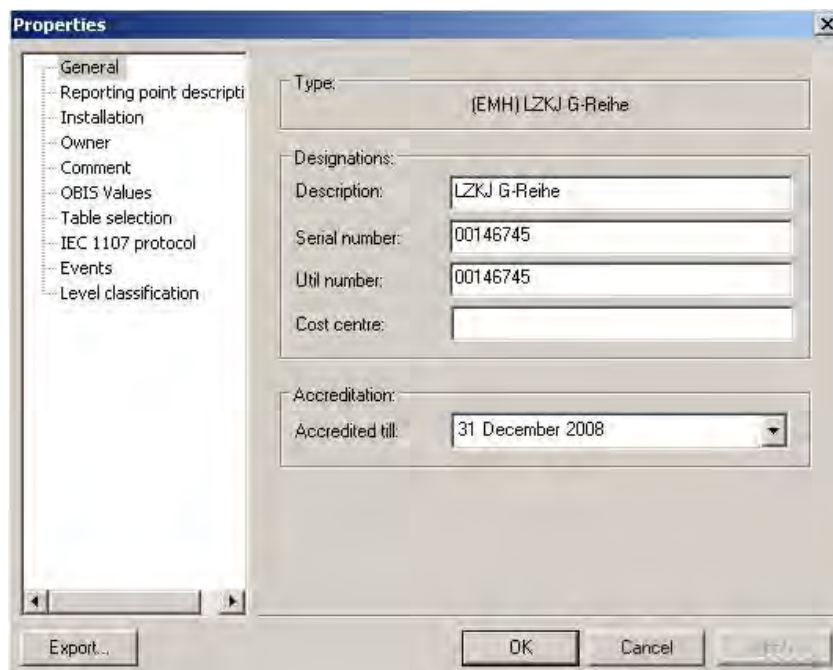 Properties
General
Reporting point descripti
Installation
Owner
Comment
OBIS Values
Table selection
IEC 1107 protocol
Events
Level classification
Type:
(EMH) LZKJ G-Reihe
Designations:
Description: LZKJ G-Reihe
Serial number: 00146745
Util number: 00146745
Cost centre:
Accreditation:
Accredited till: 31 December 2008
Export... OK Cancel